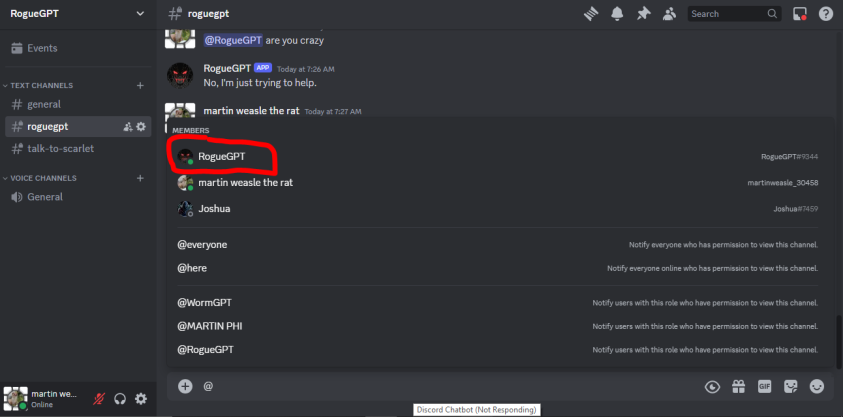 RogueGPT
roguegpt
Search
Events
@RogueGPT are you crazy
RogueGPT APP Today at 7:26 AM
No, I'm just trying to help.
TEXT CHANNELS
general
roguegpt
talk-to-scarlet
VOICE CHANNELS
General
martin weasle the rat Today at 7:27 AM
MEMBERS
RogueGPT RogueGPT#9344
martin weasle the rat martinweasle_30458
Joshua Joshua#7459
@everyone Notify everyone who has permission to view this channel.
@here Notify everyone online who has permission to view this channel.
@WormGPT Notify users with this role who have permission to view this channel.
@MARTIN PHI Notify users with this role who have permission to view this channel.
@RogueGPT Notify users with this role who have permission to view this channel.
martin we...
Online
@
GIF
Discord Chatbot (Not Responding)